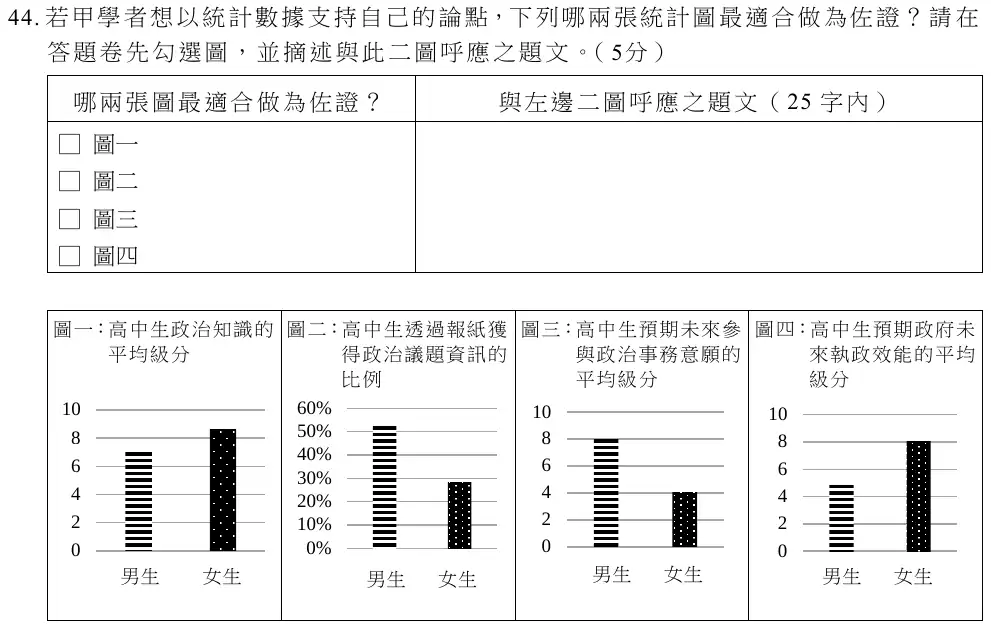 44.若甲學者想以統計數據支持自己的論點，下列哪兩張統計圖最適合做為佐證？請在
答題卷先勾選圖，並摘述與此二圖呼應之題文。（5分）
哪兩張圖最適合做為佐證？
與左邊二圖呼應之題文（25字內）
□ 圖一
□ 圖二
□ 圖三
□ 圖四
圖一：高中生政治知識的
平均級分
10
8
6
4
2
0
男生 女生
圖二：高中生透過報紙獲
得政治議題資訊的
比例
60%
50%
40%
30%
20%
10%
0%
男生 女生
圖三：高中生預期未來參
與政治事務意願的
平均級分
10
8
6
4
2
0
男生 女生
圖四：高中生預期政府未
來執政效能的平均
級分
10
8
6
4
2
0
男生 女生